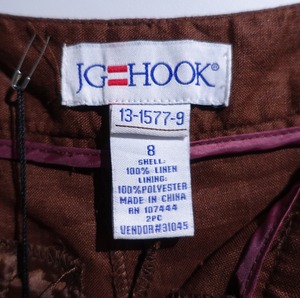 JG HOOK®
13-1577-9
8
SHELL:
100% LINEN
LINING:
100%POLYESTER
MADE IN CHINA
RN 107444
2PC
VENDOR#31045